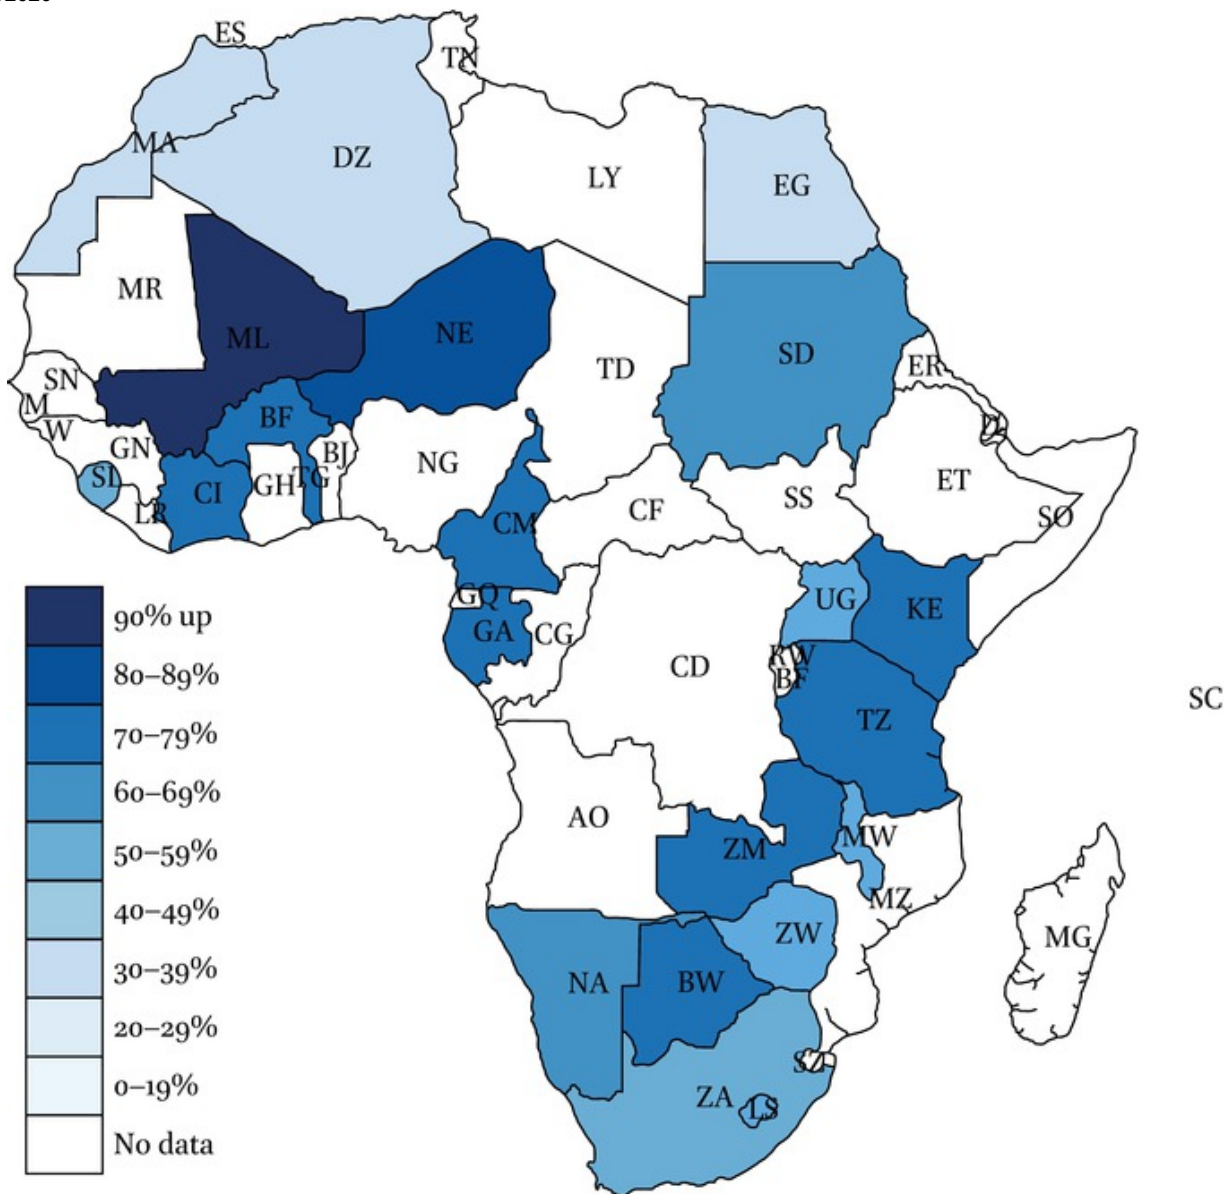 ES
TN
MA
DZ
LY
EG
MR
ML
NE
SD
TD
ER
SN
M
BF
W
GN
BJ
NG
SL
CI
GH
TG
ET
SS
LR
CM
CF
SO
GQ
UG
KE
GA
CG
RW
CD
BF
SC
TZ
AO
MW
ZM
MZ
ZW
MG
NA
BW
ZA
LS
90% up
80–89%
70–79%
60–69%
50–59%
40–49%
30–39%
20–29%
0–19%
No data